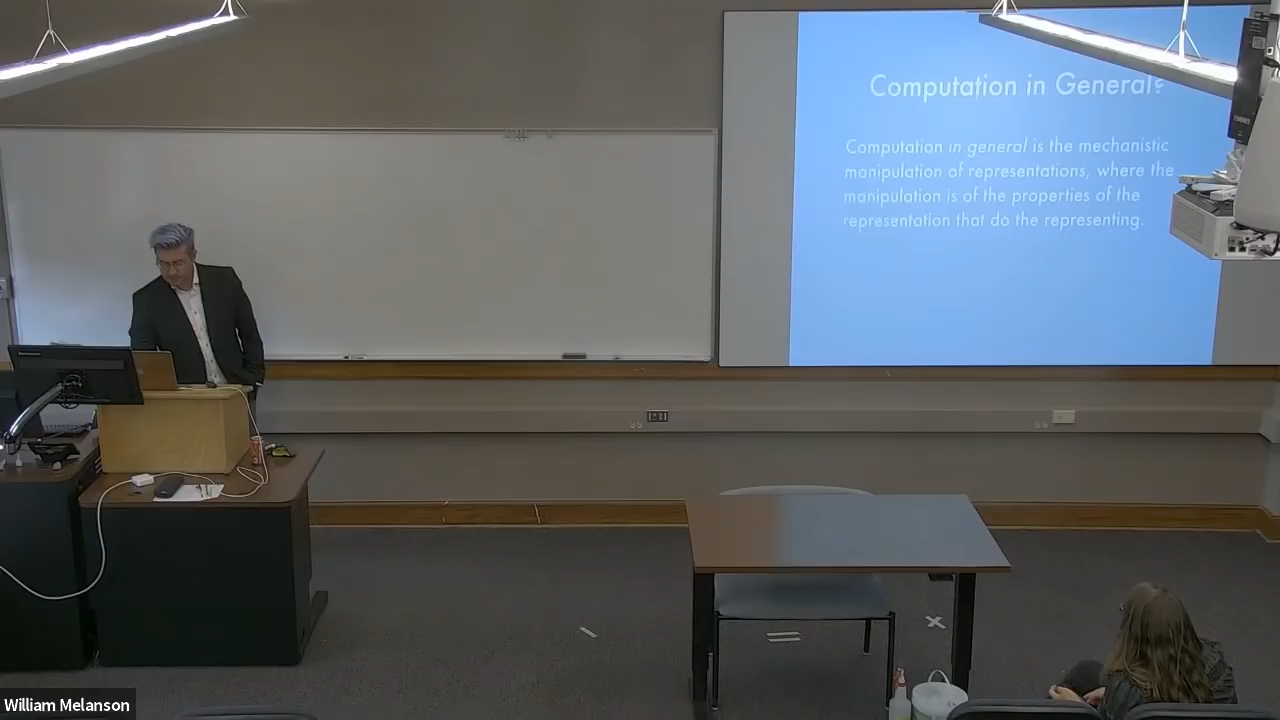 Computation in General?
Computation in general is the mechanistic
manipulation of representations, where the
manipulation is of the properties of the
representation that do the representing.
William Melanson